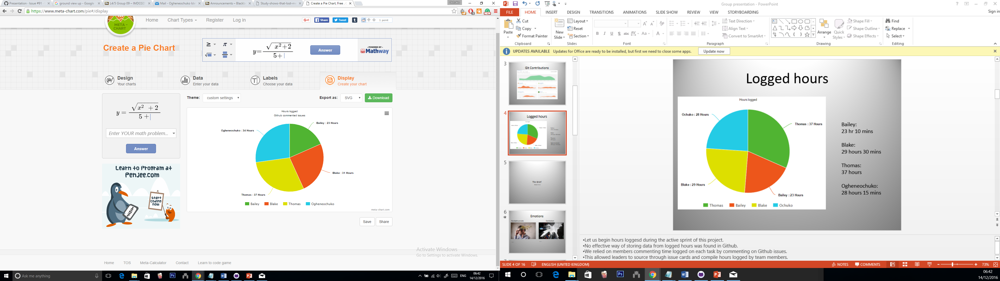 Presentation - Issue #91 -
ground view up - Google
L4/5 Group 09 – IMDCGD
Mail - Ogheneochuko Ide
Announcements – Blackb
Study-shows-that-lost-m
Create a Pie Chart, Free .
Ochuko
https://www.meta-chart.com/pie#/display
META - CHART
Home
Chart Types
Register
Log in
G+1
Share
Tweet
t
1 point
Create a Pie Chart
≥
π
y= √ x²+2 / 5+
Answer
POWERED BY
Mathway
Design
Your charts
Data
Enter your data
Labels
Choose your data
Display
Create your chart
y = √x² + 2 / 5 +
Enter YOUR math problem...
Answer
Learn to Program at
Penjee.com
start
coding
now
Theme:
custom settings
Export as:
SVG
Download
Hours logged
Github commented issues
Bailey : 23 Hours
Ogheneochuko : 34 Hours
Blake : 31 Hours
Thomas : 37 Hours
Bailey
Blake
Thomas
Ogheneochuko
meta-chart.com
Save
Share
Activate Windows
Go to Settings to activate Windows.
Home
TOS
Meta-Calculator
Contact
Learn to code game
Ask me anything
ENG
06:42
14/12/2016
Group presentation - PowerPoint
FILE
HOME
INSERT
DESIGN
TRANSITIONS
ANIMATIONS
SLIDE SHOW
REVIEW
VIEW
STORYBOARDING
Sign in
Paste
Cut
Copy
Format Painter
Clipboard
New
Slide
Layout
Reset
Section
Slides
B I U S abc AV Aa A
Font
Text Direction
Align Text
Convert to SmartArt
Paragraph
Arrange
Quick
Styles
Shape Fill
Shape Outline
Shape Effects
Drawing
Find
Replace
Select
Editing
UPDATES AVAILABLE Updates for Office are ready to be installed, but first we need to close some apps.
Update now
3
Git Contributions
4
Logged hours
5
The Brief
6
Emotions
Logged hours
Hours logged
Ochuko : 28 Hours
Thomas : 37 Hours
Blake : 29 Hours
Bailey : 23 Hours
Thomas
Bailey
Blake
Ochuko
Bailey:
23 hr 10 mins
Blake:
29 hours 30 mins
Thomas:
37 hours
Ogheneochuko:
28 hours 15 mins
•Let us begin hours loggesd during the active sprint of this project.
•No effective way of storing data from logged hours was found in Github.
•We relied on members commenting time logged on each task by commenting on Github issues.
•This allowed leaders to source through issue cards and compile hours logged by team members.
SLIDE 4 OF 16
ENGLISH (UNITED KINGDOM)
NOTES
COMMENTS
73%
06:42
14/12/2016